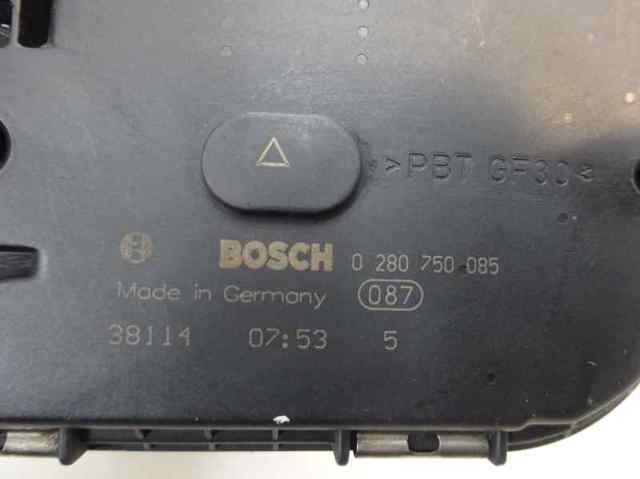 >PBT GF30<
BOSCH 0 280 750 085
Made in Germany 087
38114 07:53 5